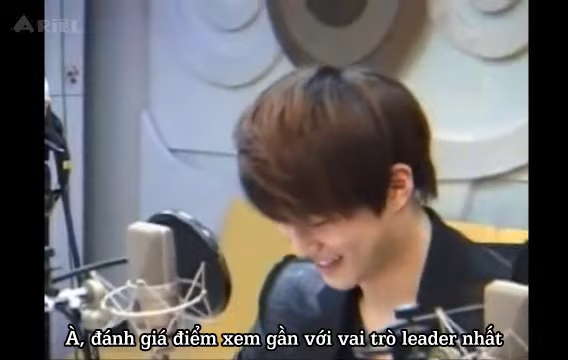 ARIEL
À, đánh giá điểm xem gần với vai trò leader nhất